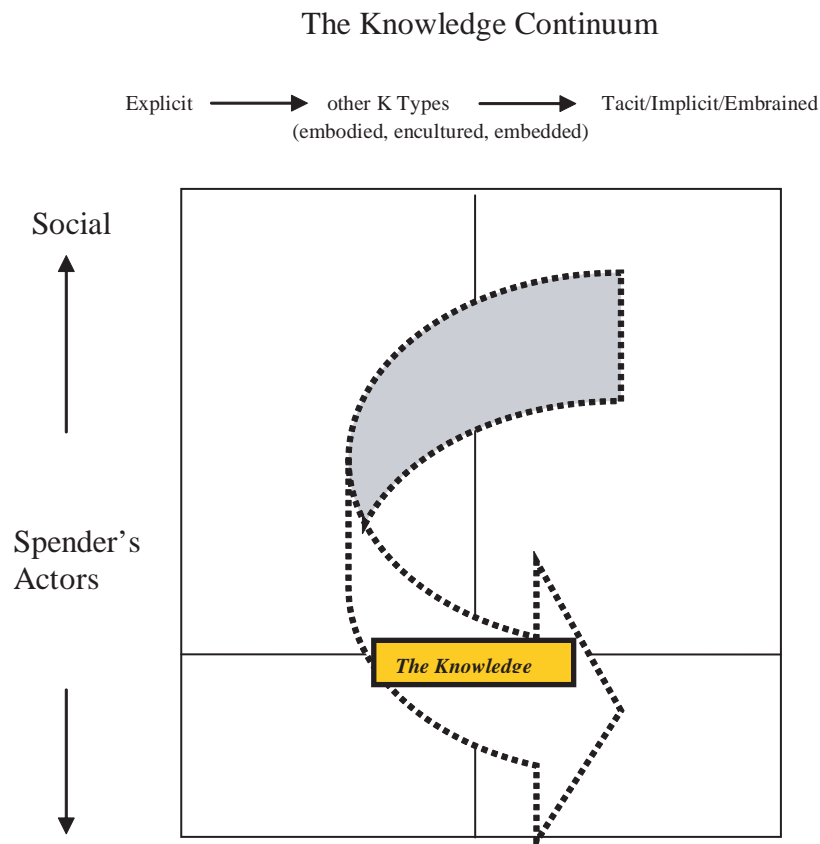 The Knowledge Continuum
Explicit other K Types Tacit/Implicit/Embrained
(embodied, encultured, embedded)
Social
Spender’s
Actors
The Knowledge